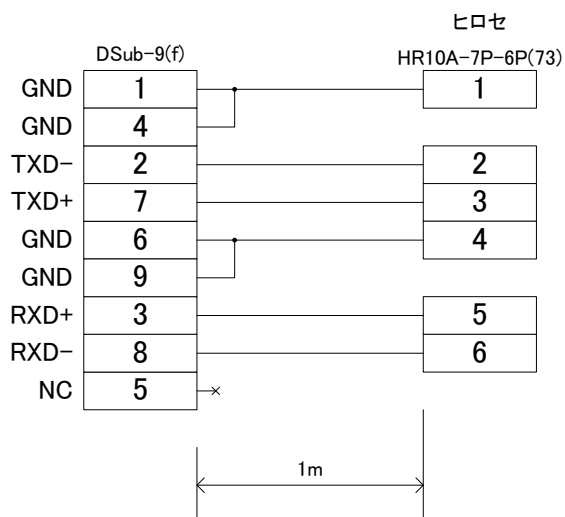 ヒロセ
DSub-9(f) HR10A-7P-6P(73)
GND 1 1
GND 4
TXD- 2 2
TXD+ 7 3
GND 6 4
GND 9
RXD+ 3 5
RXD- 8 6
NC 5
1m